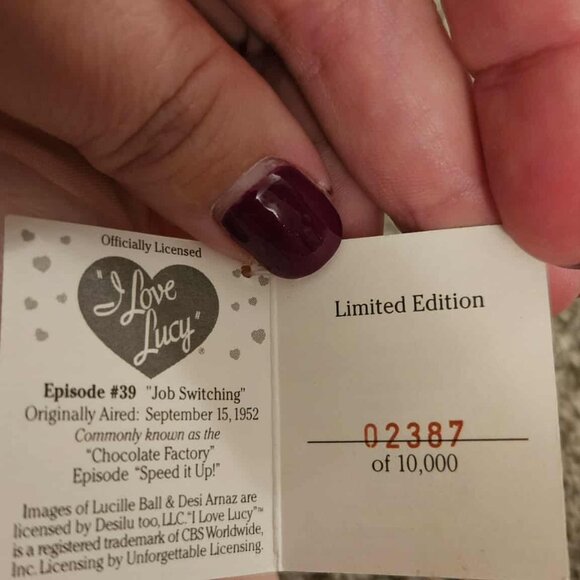 Officially Licensed
"I
Love
Lucy"
®
Episode #39 "Job Switching"
Originally Aired: September 15, 1952
Commonly known as the
"Chocolate Factory"
Episode "Speed it Up!"
Images of Lucille Ball & Desi Arnaz are
licensed by Desilu too, LLC. "I Love Lucy"™
is a registered trademark of CBS Worldwide,
Inc. Licensing by Unforgettable Licensing.
Limited Edition
02387
of 10,000